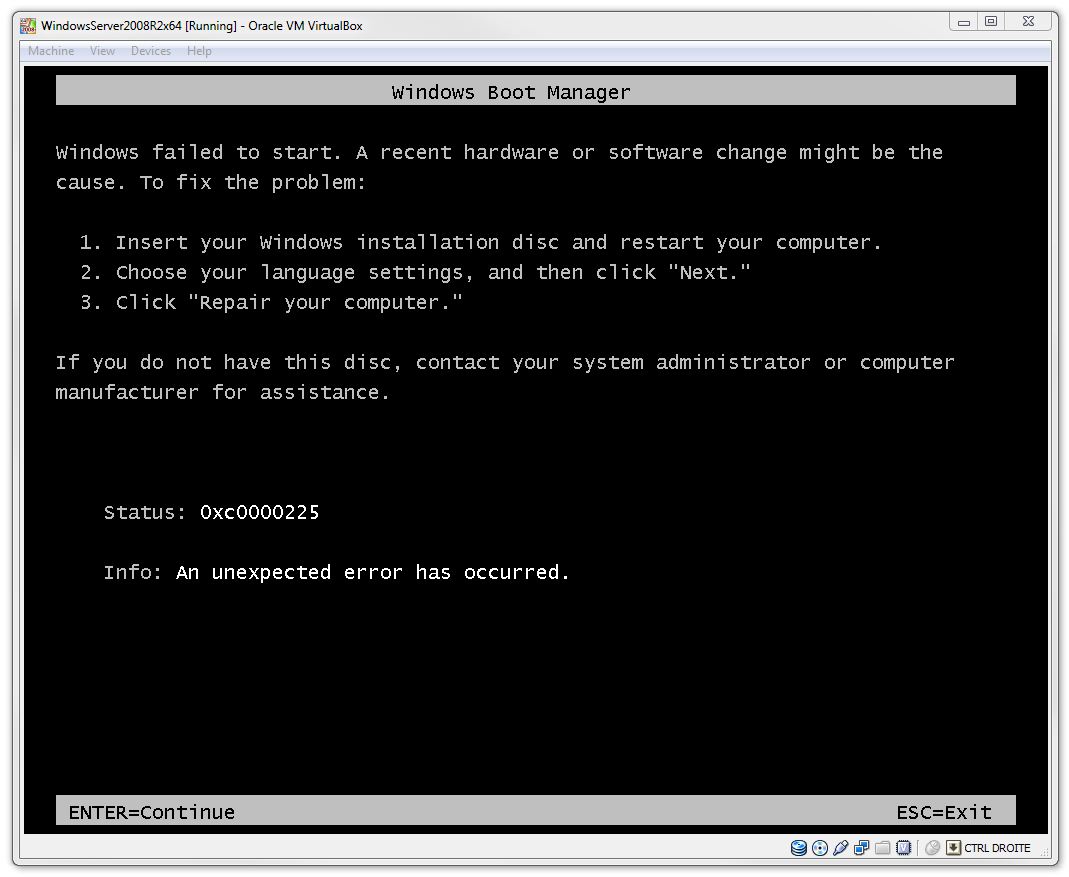 WindowsServer2008R2x64 [Running] - Oracle VM VirtualBox
Machine View Devices Help
Windows Boot Manager
Windows failed to start. A recent hardware or software change might be the
cause. To fix the problem:
1. Insert your Windows installation disc and restart your computer.
2. Choose your language settings, and then click "Next."
3. Click "Repair your computer."
If you do not have this disc, contact your system administrator or computer
manufacturer for assistance.
Status: 0xc0000225
Info: An unexpected error has occurred.
ENTER=Continue ESC=Exit
CTRL DROITE